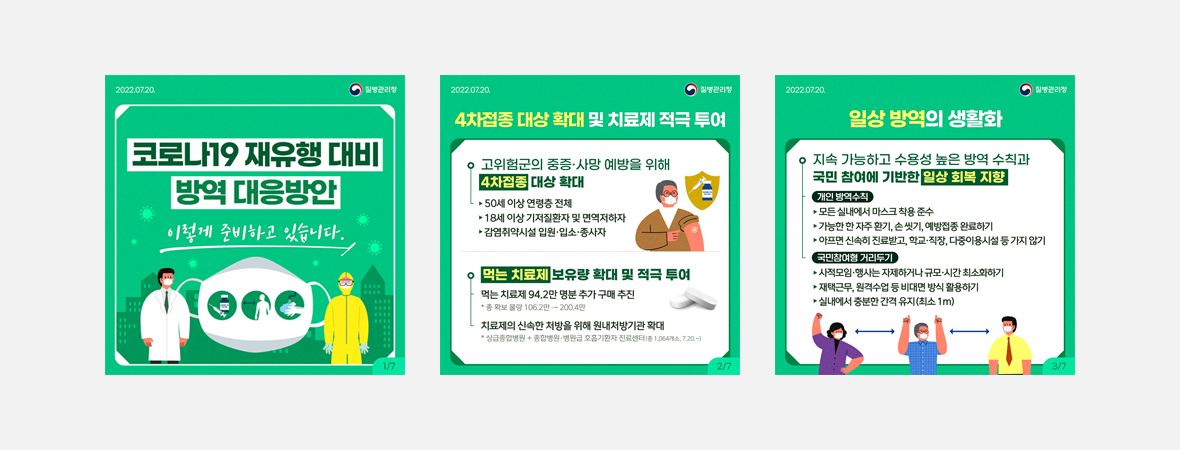 2022.07.20.
질병관리청
코로나19 재유행 대비
방역 대응방안
이렇게 준비하고 있습니다.
1/7
2022.07.20.
질병관리청
4차접종 대상 확대 및 치료제 적극 투여
고위험군의 중증·사망 예방을 위해
4차접종 대상 확대
▸ 50세 이상 연령층 전체
▸ 18세 이상 기저질환자 및 면역저하자
▸ 감염취약시설 입원·입소·종사자
먹는 치료제 보유량 확대 및 적극 투여
먹는 치료제 94.2만 명분 추가 구매 추진
* 총 확보 물량 106.2만 → 200.4만
치료제의 신속한 처방을 위해 원내처방기관 확대
* 상급종합병원 + 종합병원·병원급 호흡기환자 진료센터(총 1,064개소, 7.20.~)
2/7
2022.07.20.
질병관리청
일상 방역의 생활화
지속 가능하고 수용성 높은 방역 수칙과
국민 참여에 기반한 일상 회복 지향
개인 방역수칙
▸ 모든 실내에서 마스크 착용 준수
▸ 가능한 한 자주 환기, 손 씻기, 예방접종 완료하기
▸ 아프면 신속히 진료받고, 학교·직장, 다중이용시설 등 가지 않기
국민참여형 거리두기
▸ 사적모임·행사는 자제하거나 규모·시간 최소화하기
▸ 재택근무, 원격수업 등 비대면 방식 활용하기
▸ 실내에서 충분한 간격 유지(최소 1m)
3/7